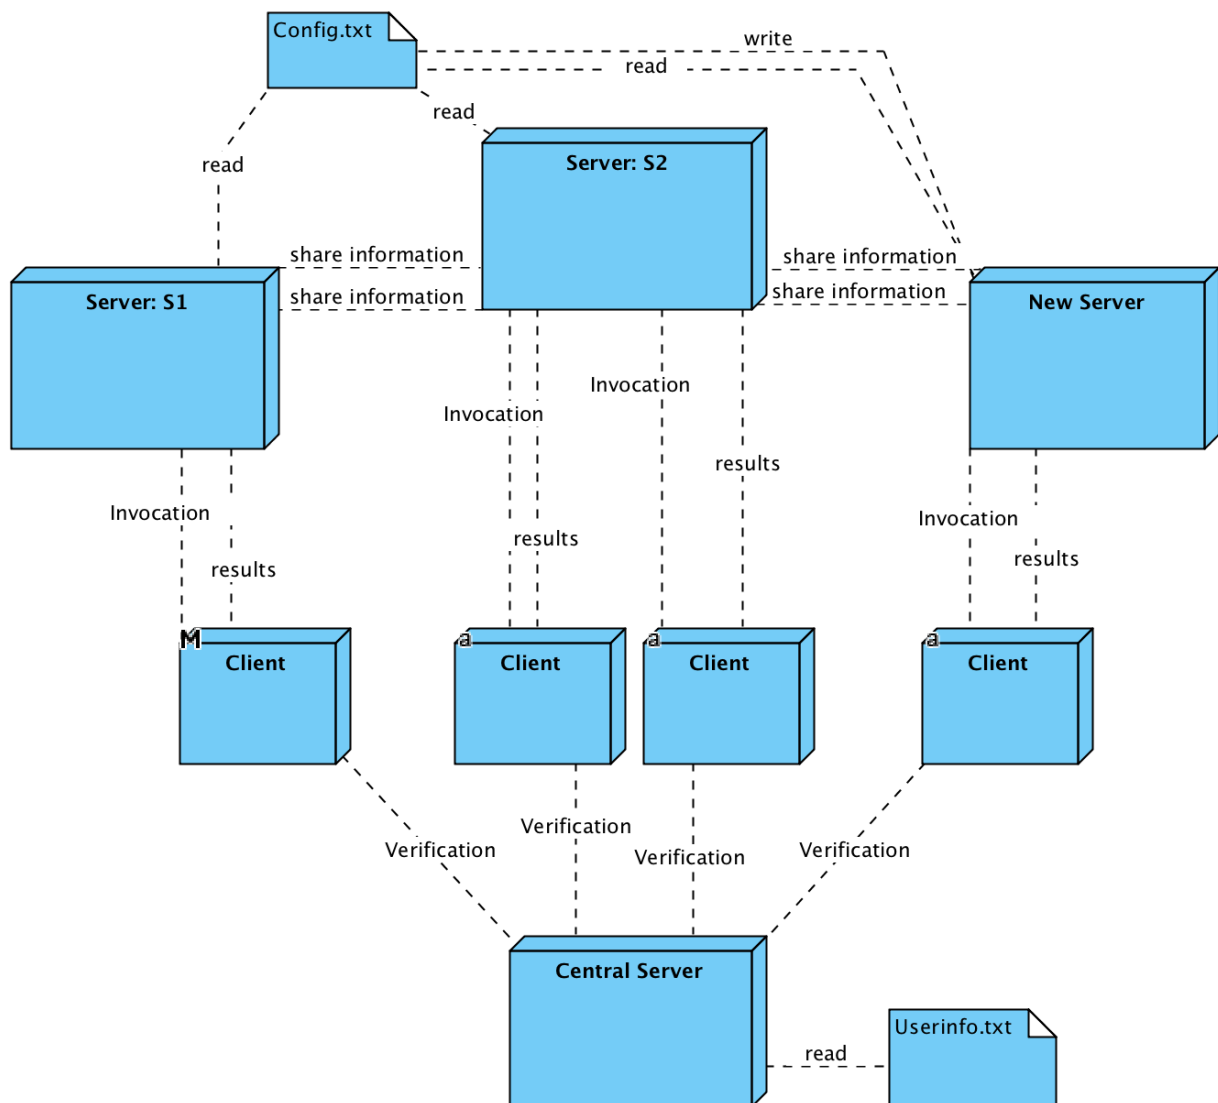 Config.txt
write
read
read
read
Server: S2
share information
share information
share information
share information
Server: S1
New Server
Invocation
Invocation
results
Invocation
Invocation
results
results
results
M
a
a
a
Client
Client
Client
Client
Verification
Verification
Verification
Verification
Central Server
Userinfo.txt
read